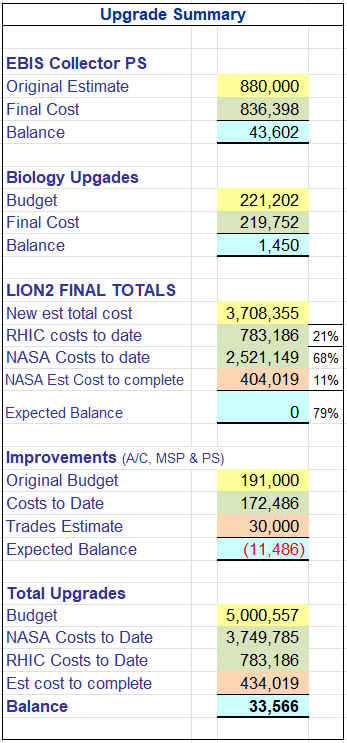 Upgrade Summary
EBIS Collector PS
Original Estimate 880,000
Final Cost 836,398
Balance 43,602
Biology Upgades
Budget 221,202
Final Cost 219,752
Balance 1,450
LION2 FINAL TOTALS
New est total cost 3,708,355
RHIC costs to date 783,186 21%
NASA Costs to date 2,521,149 68%
NASA Est Cost to complete 404,019 11%
Expected Balance 0 79%
Improvements (A/C, MSP & PS)
Original Budget 191,000
Costs to Date 172,486
Trades Estimate 30,000
Expected Balance (11,486)
Total Upgrades
Budget 5,000,557
NASA Costs to Date 3,749,785
RHIC Costs to Date 783,186
Est cost to complete 434,019
Balance 33,566